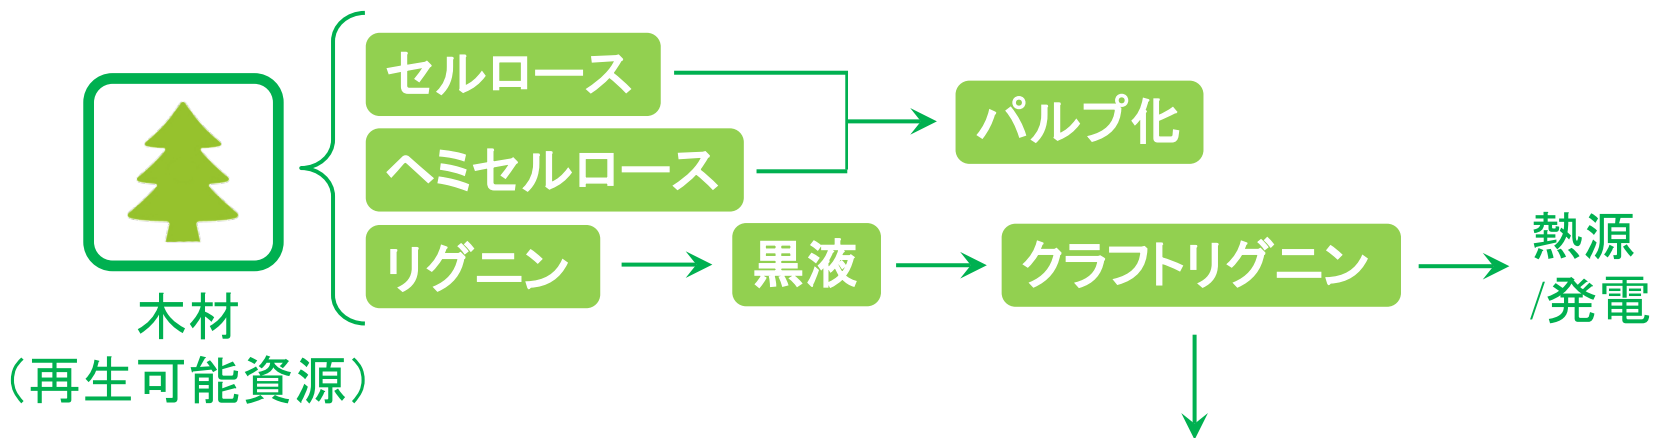 セルロース
パルプ化
ヘミセルロース
リグニン
黒液
クラフトリグニン
熱源
/発電
木材
（再生可能資源）